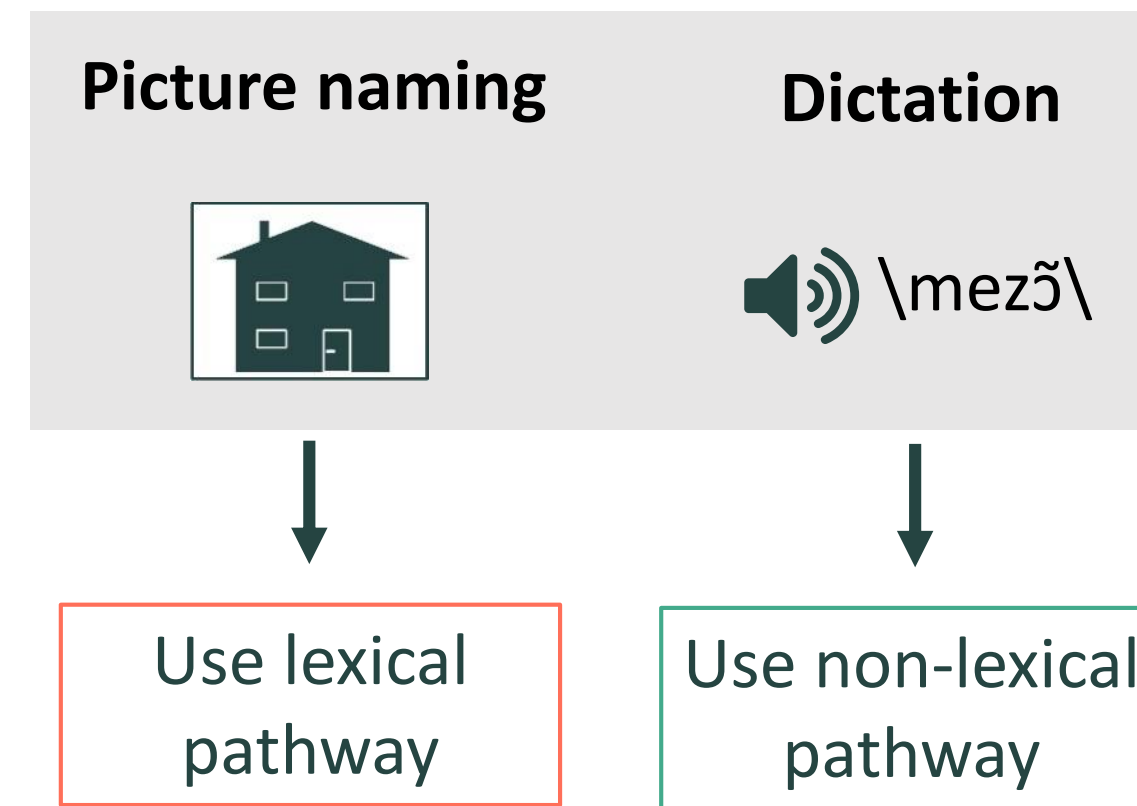 Picture naming
Dictation
\mezɔ̃\
Use lexical
pathway
Use non-lexical
pathway